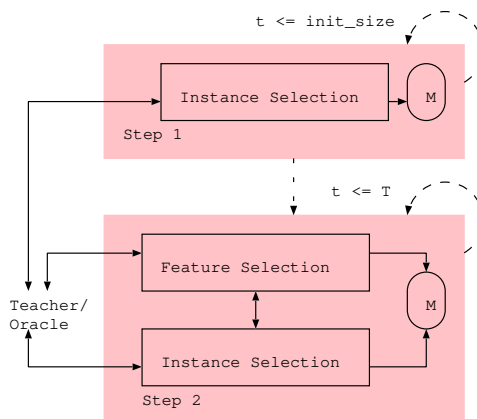 t <= init_size
Instance Selection
M
Step 1
t <= T
Feature Selection
M
Teacher/
Oracle
Instance Selection
Step 2